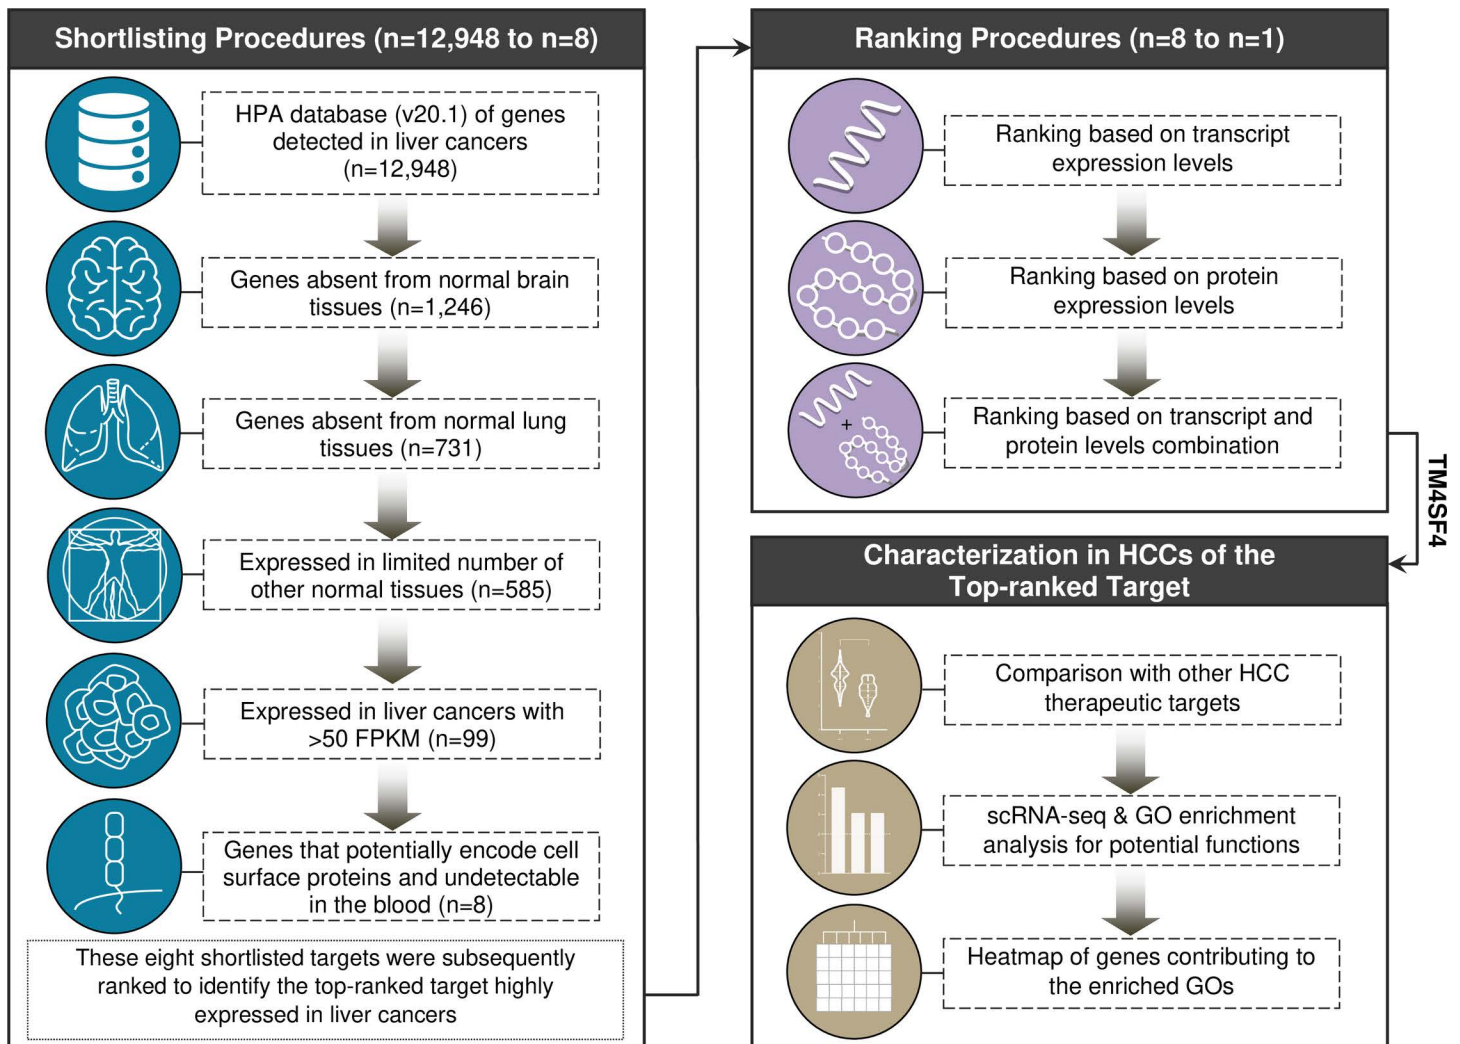 Shortlisting Procedures (n=12,948 to n=8)
HPA database (v20.1) of genes
detected in liver cancers
(n=12,948)
Genes absent from normal brain
tissues (n=1,246)
Genes absent from normal lung
tissues (n=731)
Expressed in limited number of
other normal tissues (n=585)
Expressed in liver cancers with
>50 FPKM (n=99)
Genes that potentially encode cell
surface proteins and undetectable
in the blood (n=8)
These eight shortlisted targets were subsequently
ranked to identify the top-ranked target highly
expressed in liver cancers
Ranking Procedures (n=8 to n=1)
Ranking based on transcript
expression levels
Ranking based on protein
expression levels
+
Ranking based on transcript and
protein levels combination
TM4SF4
Characterization in HCCs of the
Top-ranked Target
Comparison with other HCC
therapeutic targets
scRNA-seq & GO enrichment
analysis for potential functions
Heatmap of genes contributing to
the enriched GOs